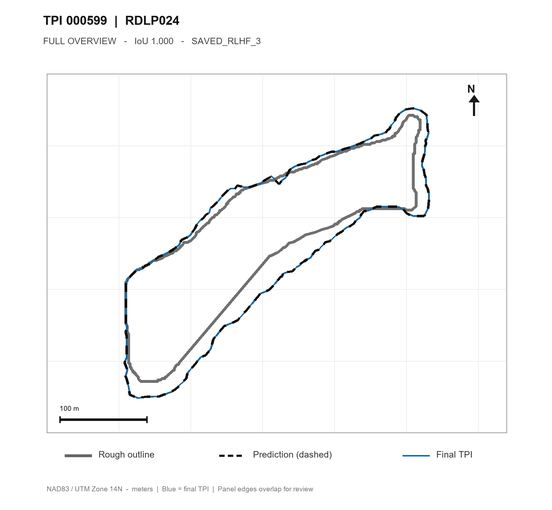 TPI 000599 | RDLP024
FULL OVERVIEW - IoU 1.000 - SAVED_RLHF_3
N
100 m
Rough outline
Prediction (dashed)
Final TPI
NAD83 / UTM Zone 14N - meters | Blue = final TPI | Panel edges overlap for review